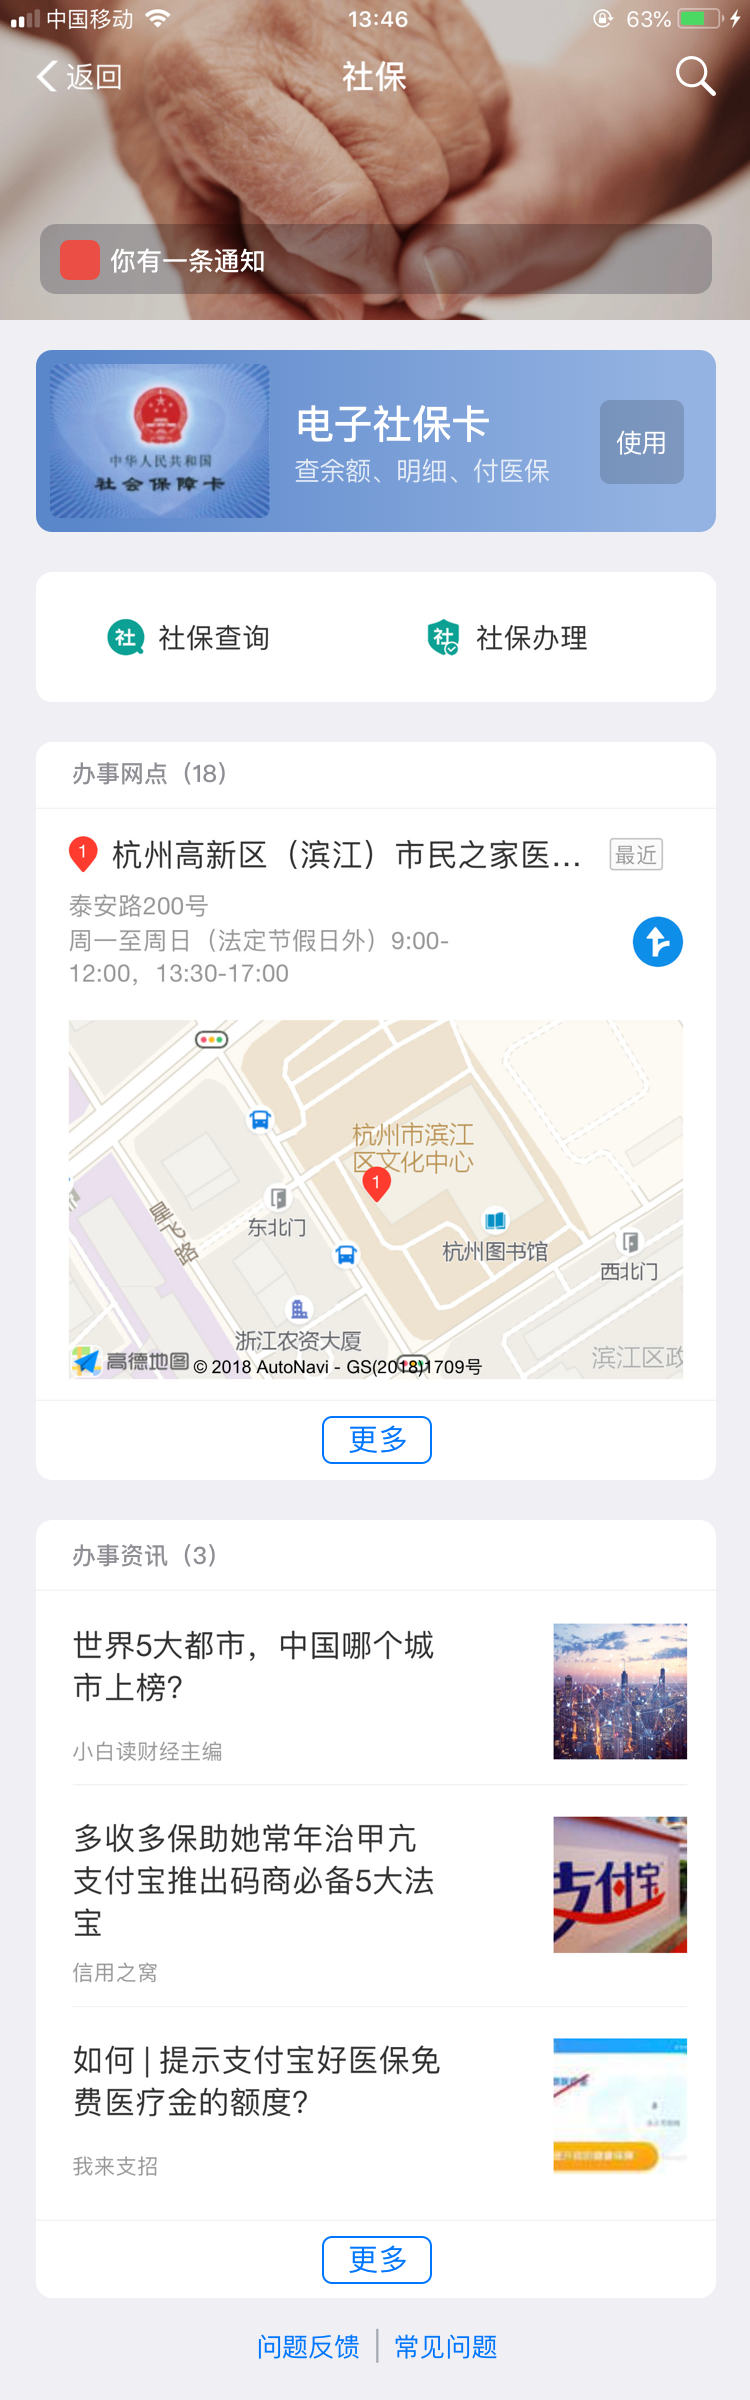 中国移动 13:46 63%
返回 社保
你有一条通知
中华人民共和国
社会保障卡
电子社保卡
查余额、明细、付医保
使用
社 社保查询 社 社保办理
办事网点（18）
1 杭州高新区（滨江）市民之家医... 最近
泰安路200号
周一至周日（法定节假日外）9:00-
12:00，13:30-17:00
杭州市滨江
区文化中心
1
星飞路
东北门
杭州图书馆
西北门
浙江农资大厦
滨江区政
高德地图 © 2018 AutoNavi - GS(2018)1709号
更多
办事资讯（3）
世界5大都市，中国哪个城
市上榜?
小白读财经主编
多收多保助她常年治甲亢
支付宝推出码商必备5大法
宝
信用之窝
支付宝
如何 | 提示支付宝好医保免
费医疗金的额度?
我来支招
更多
问题反馈 | 常见问题